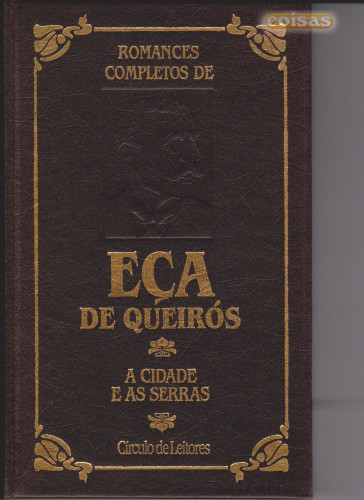 coisas
ROMANCES
COMPLETOS DE
EÇA
DE QUEIRÓS
A CIDADE
E AS SERRAS
Círculo de Leitores